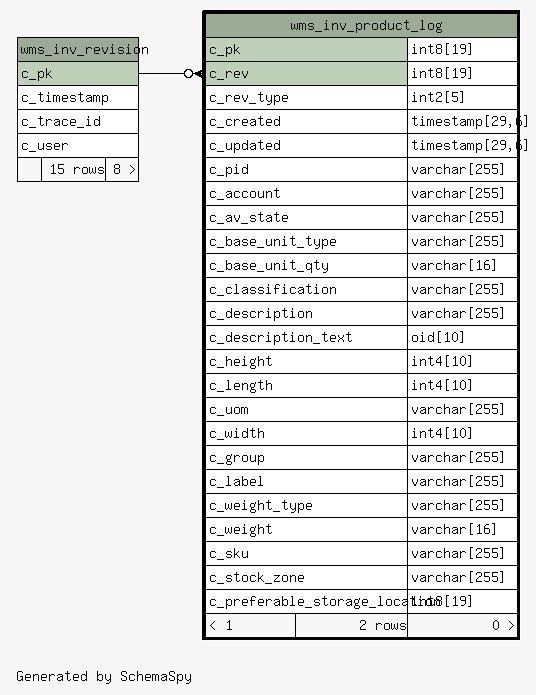 wms_inv_revision
c_pk
c_timestamp
c_trace_id
c_user
15 rows 8 >
wms_inv_product_log
c_pk int8[19]
c_rev int8[19]
c_rev_type int2[5]
c_created timestamp[29,6]
c_updated timestamp[29,6]
c_pid varchar[255]
c_account varchar[255]
c_av_state varchar[255]
c_base_unit_type varchar[255]
c_base_unit_qty varchar[16]
c_classification varchar[255]
c_description varchar[255]
c_description_text oid[10]
c_height int4[10]
c_length int4[10]
c_uom varchar[255]
c_width int4[10]
c_group varchar[255]
c_label varchar[255]
c_weight_type varchar[255]
c_weight varchar[16]
c_sku varchar[255]
c_stock_zone varchar[255]
c_preferable_storage_location int8[19]
< 1 2 rows 0 >
Generated by SchemaSpy